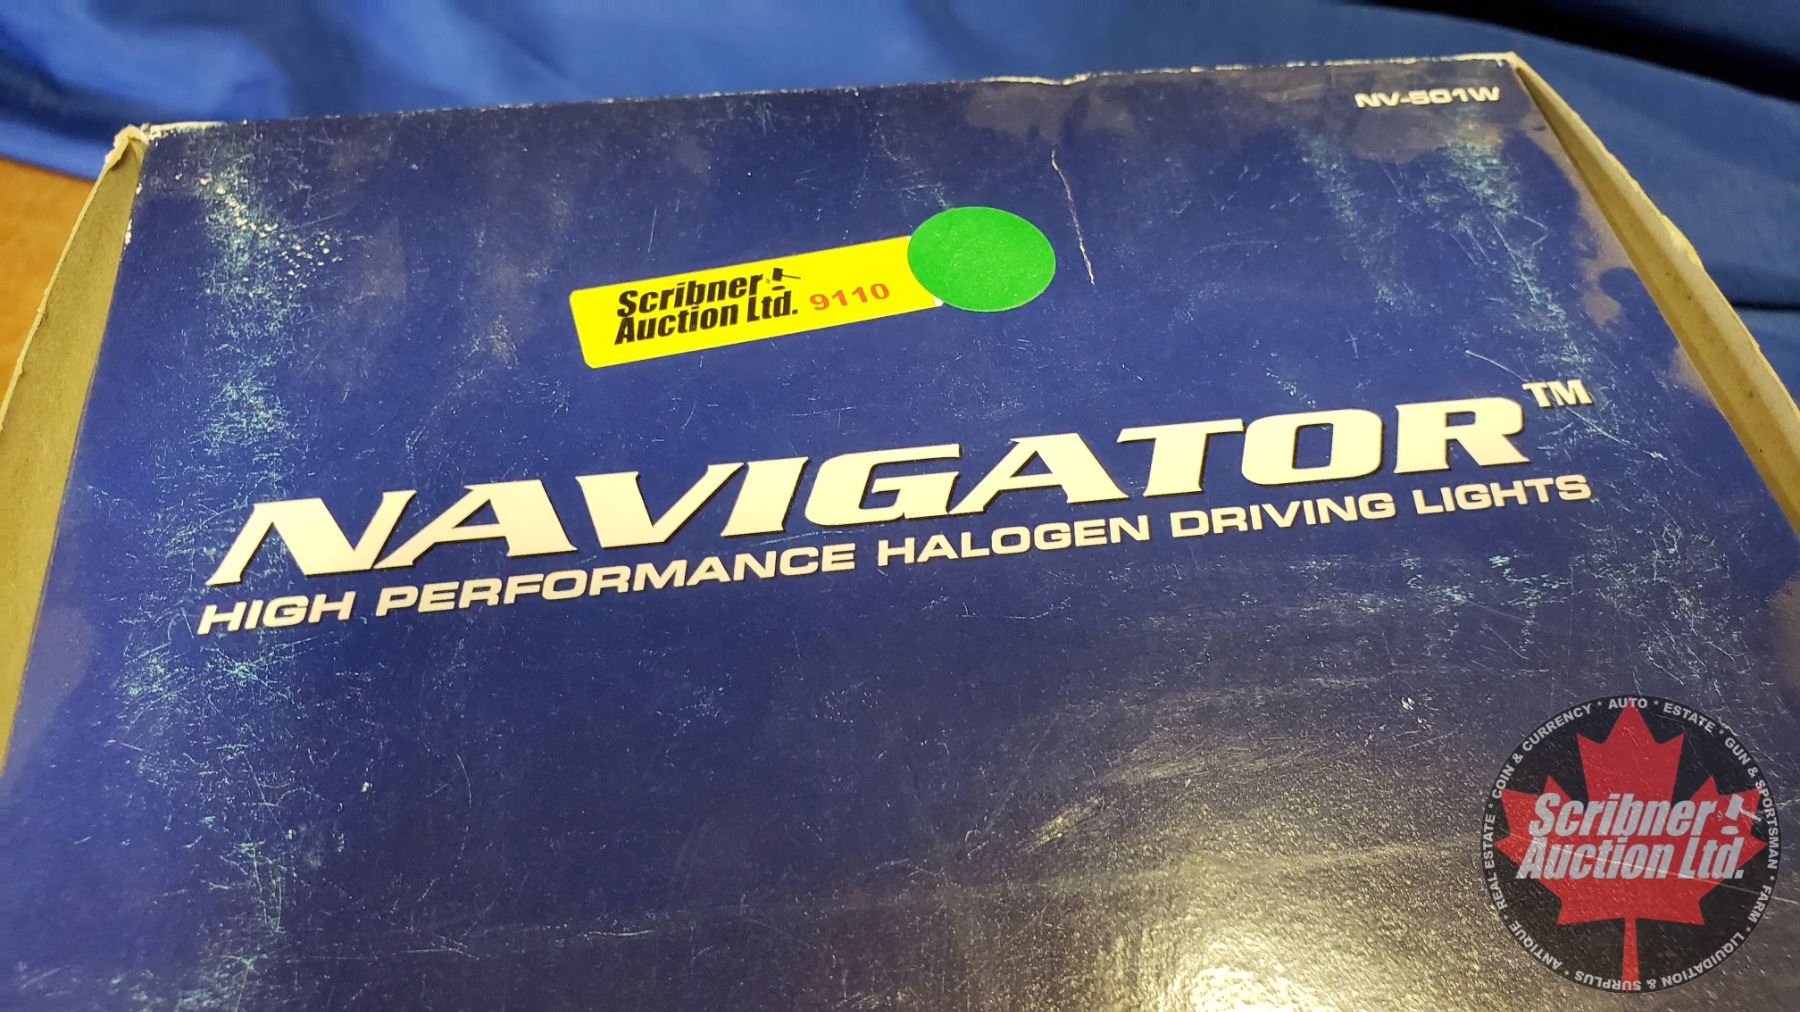 NV-501W
Scribner
Auction Ltd. 9110
NAVIGATOR™
HIGH PERFORMANCE HALOGEN DRIVING LIGHTS
Scribner
Auction Ltd.
ANTIQUE * REAL ESTATE * COIN & CURRENCY * AUTO * ESTATE * GUN & SPORTSMAN * FARM * LIQUIDATION & SURPLUS *